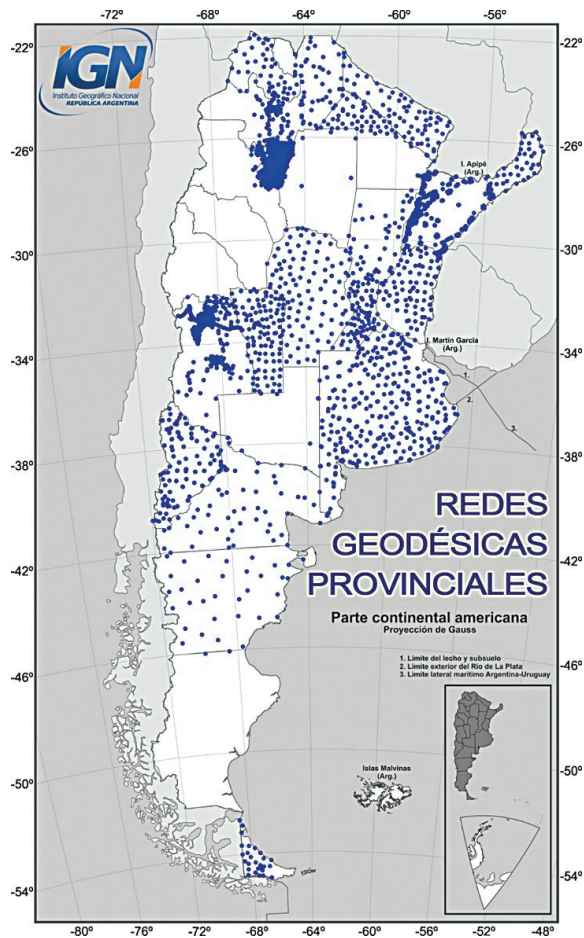 -72° -68° -64° -60° -56°
-22° -22°
IGN
Instituto Geográfico Nacional
REPÚBLICA ARGENTINA
-26° -26°
I. Apipé
(Arg.)
-30° -30°
I. Martín García
(Arg.)
-34° -34°
1.
2.
3.
-38° -38°
REDES
GEODÉSICAS
-42° -42°
PROVINCIALES
Parte continental americana
Proyección de Gauss
-46° -46°
1. Límite del lecho y subsuelo
2. Límite exterior del Río de La Plata
3. Límite lateral marítimo Argentina-Uruguay
Islas Malvinas
(Arg.)
-50° -50°
-54° -54°
-80° -76° -72° -68° -64° -60° -56° -52° -48°